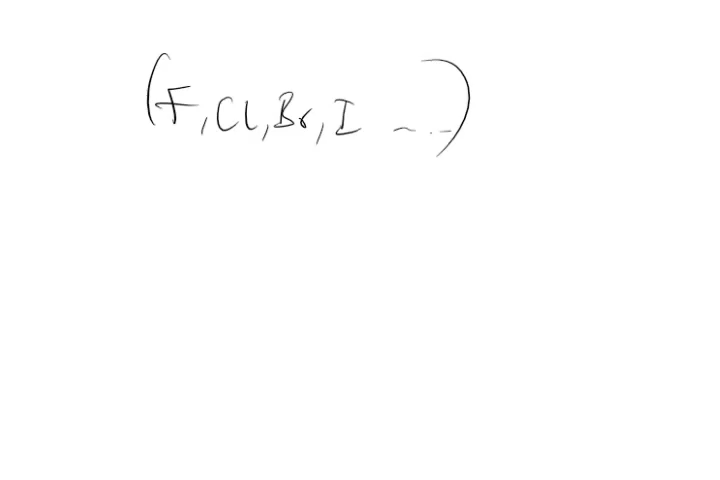 (F, Cl, Br, I ...)